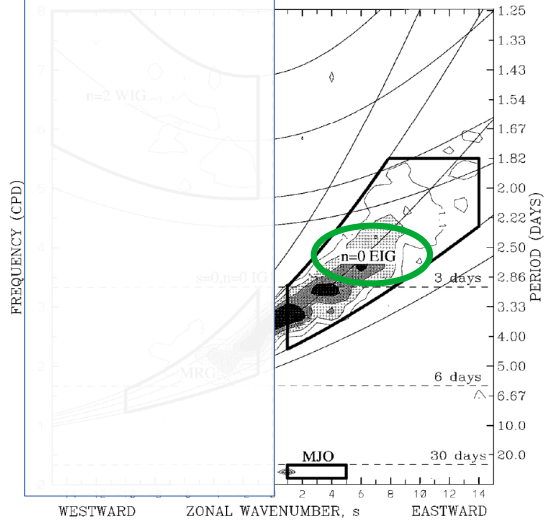 1.25
1.33
1.43
1.54
1.67
n=2 WIG
1.82
2.00
2.22
2.50
n=0 EIG
2.86
3 days
3.33
4.00
MRG
5.00
6 days
6.67
10.0
MJO
30 days
20.0
0 2 4 6 8 10 12 14
WESTWARD ZONAL WAVENUMBER, s EASTWARD
FREQUENCY (CPD)
PERIOD (DAYS)